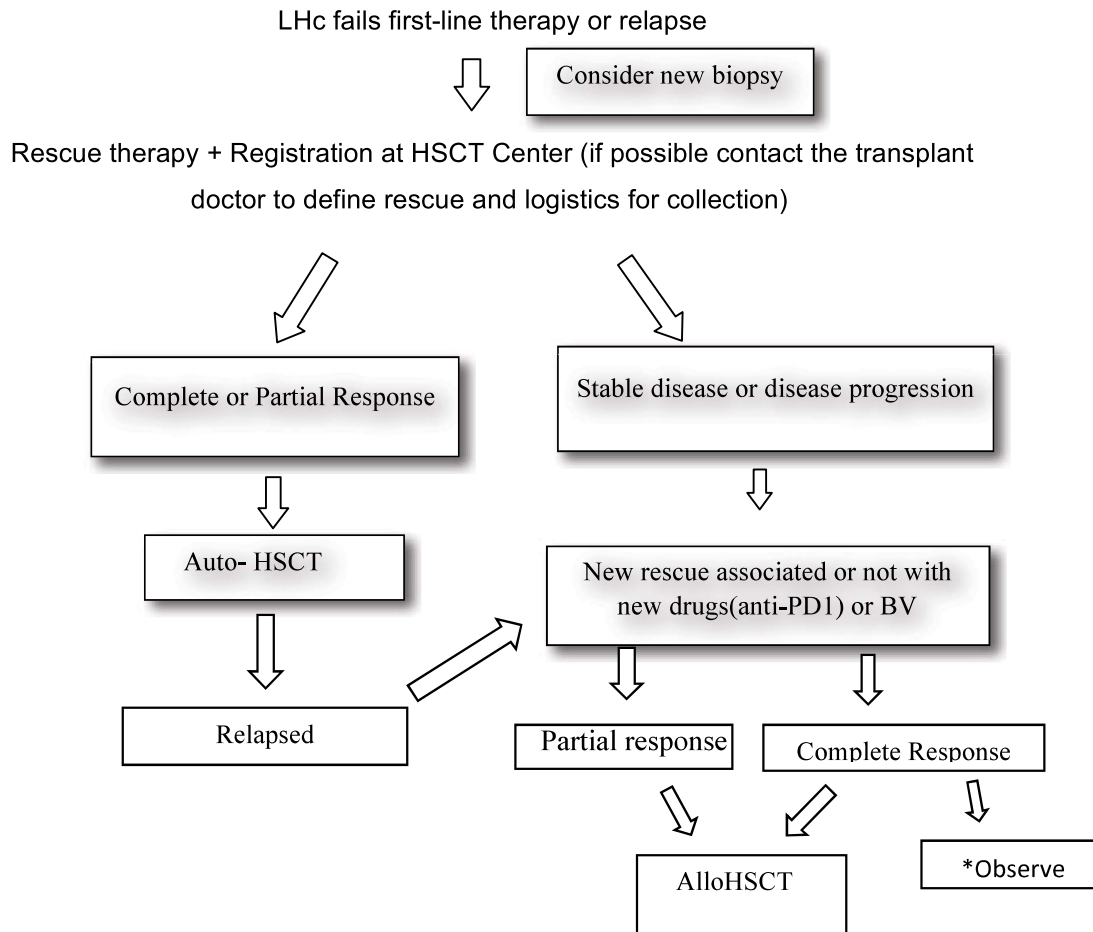 LHc fails first-line therapy or relapse
Consider new biopsy
Rescue therapy + Registration at HSCT Center (if possible contact the transplant
doctor to define rescue and logistics for collection)
Complete or Partial Response
Stable disease or disease progression
Auto- HSCT
New rescue associated or not with
new drugs(anti-PD1) or BV
Relapsed
Partial response
Complete Response
AlloHSCT
*Observe